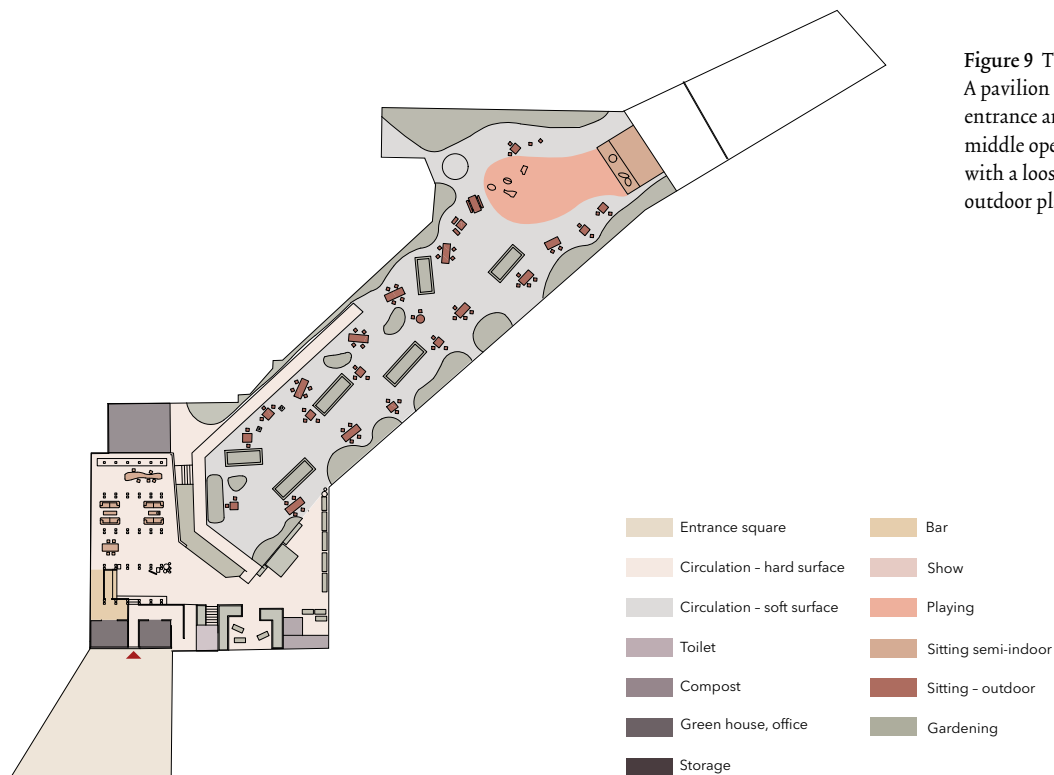 Figure 9 T
A pavilion
entrance ar
middle ope
with a loos
outdoor pl
Entrance square
Circulation – hard surface
Circulation – soft surface
Toilet
Compost
Green house, office
Storage
Bar
Show
Playing
Sitting semi-indoor
Sitting – outdoor
Gardening